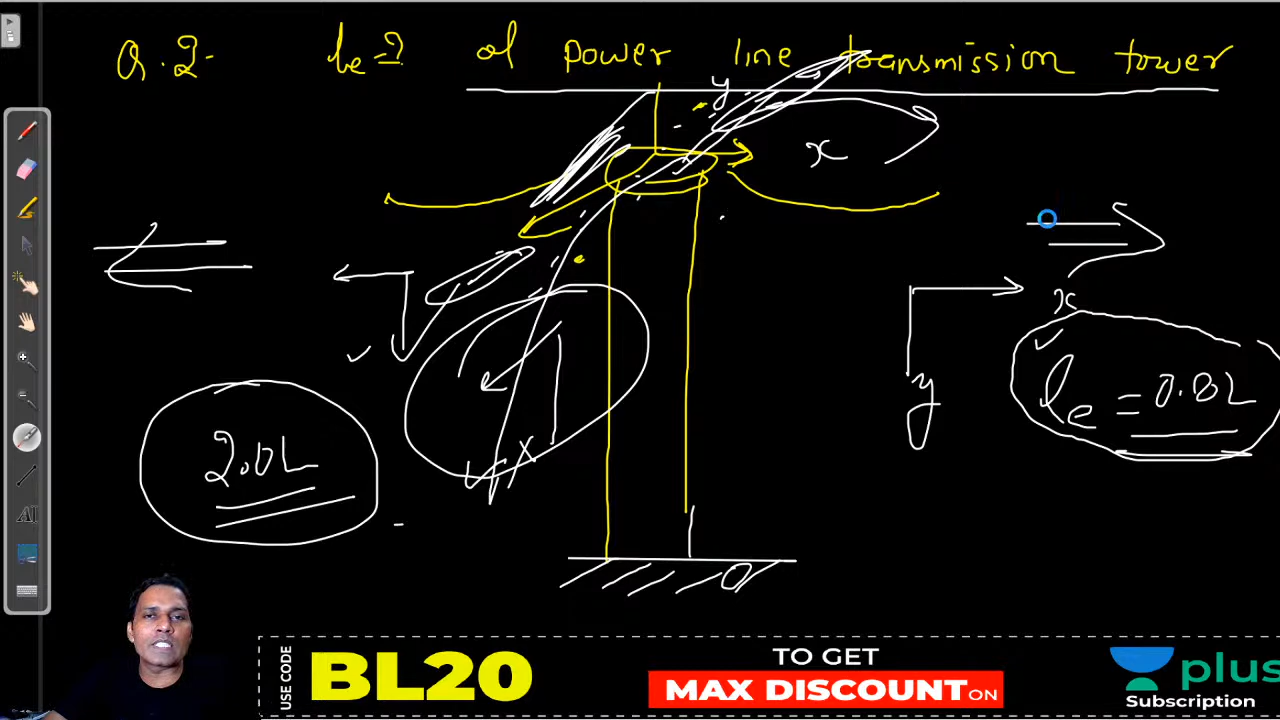 Q.2- le=? of power line transmission tower
y
x
x
le = 0.8L
y
2.0L
USE CODE
BL20
TO GET
MAX DISCOUNT ON
plus
Subscription
AI